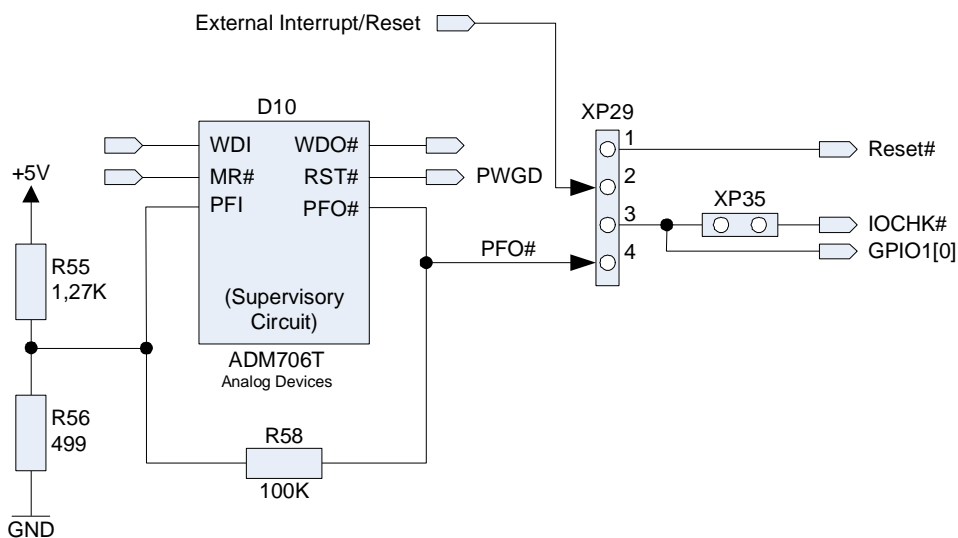 External Interrupt/Reset
D10
XP29
WDI WDO#
1
Reset#
MR# RST#
PWGD
2
+5V
PFI PFO#
XP35
3
IOCHK#
PFO#
4
GPIO1[0]
R55
1,27K
(Supervisory
Circuit)
ADM706T
Analog Devices
R56
499
R58
100K
GND